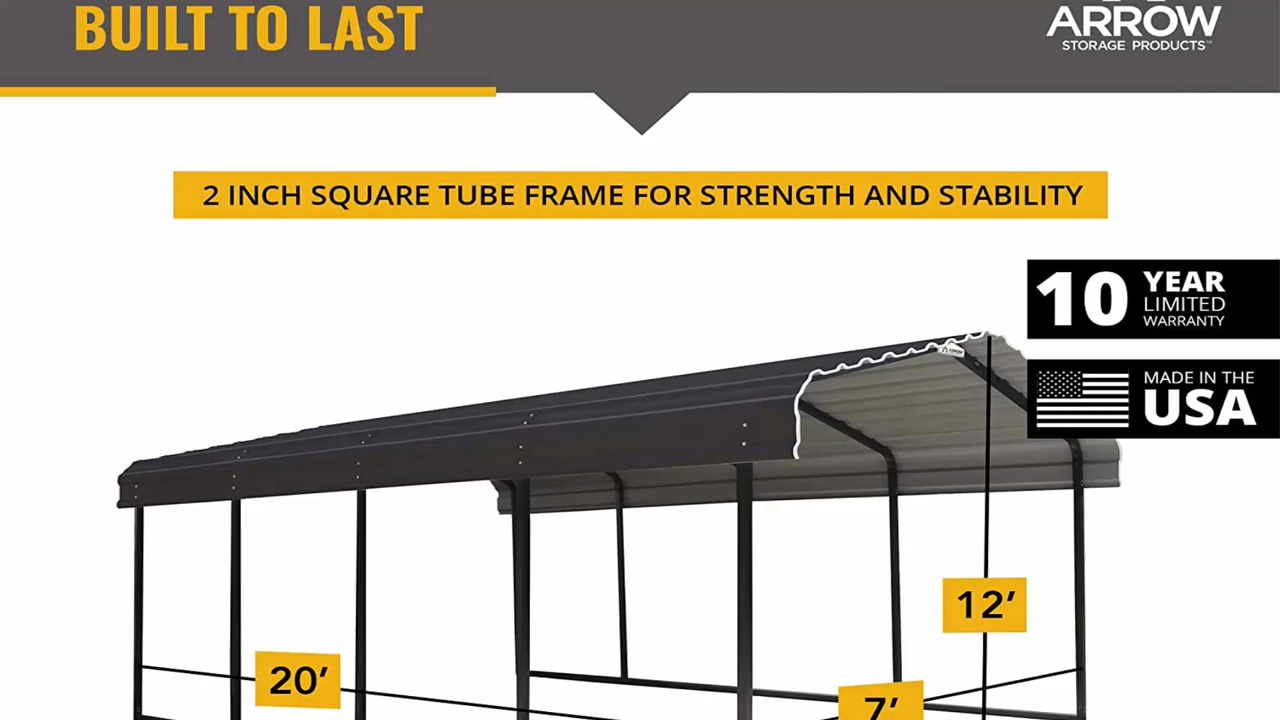 BUILT TO LAST
ARROW
STORAGE PRODUCTS™
2 INCH SQUARE TUBE FRAME FOR STRENGTH AND STABILITY
10 YEAR
LIMITED
WARRANTY
MADE IN THE
USA
12′
20′
7′